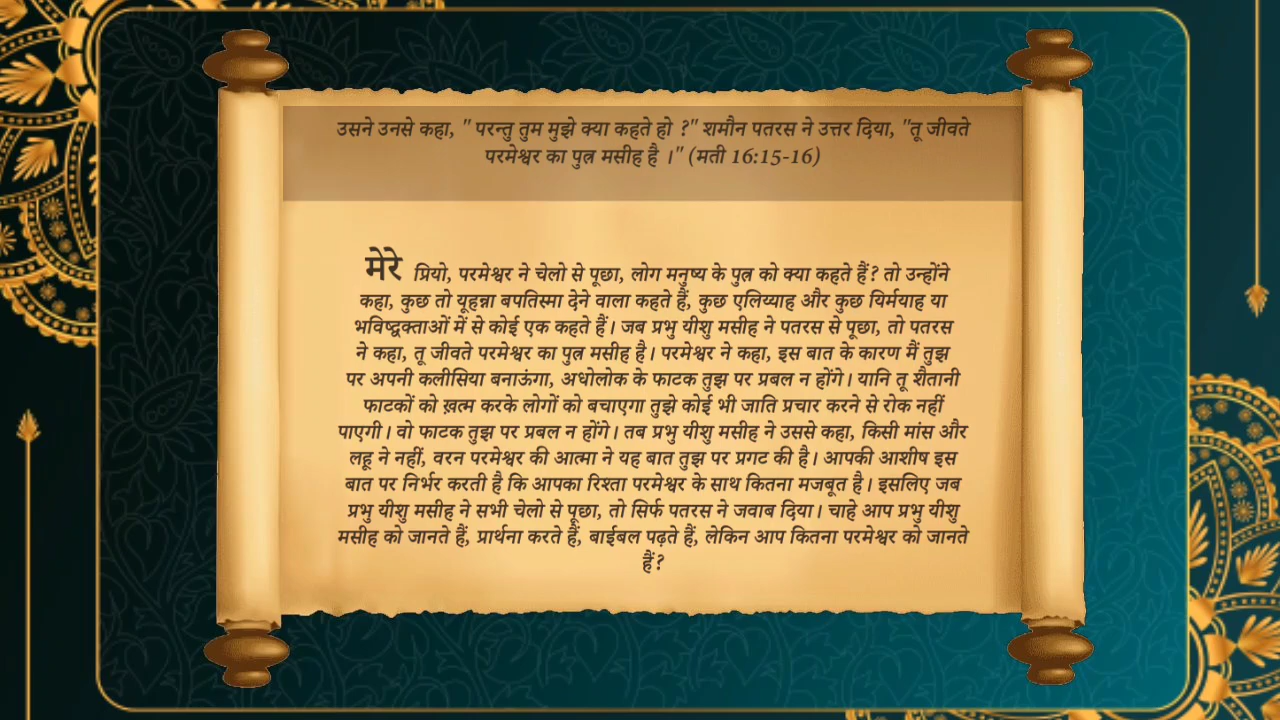 उसने उनसे कहा, " परन्तु तुम मुझे क्या कहते हो ?" शमौन पतरस ने उत्तर दिया, "तू जीवते
परमेश्वर का पुत्र मसीह है ।" (मती 16:15-16)
मेरे प्रियो, परमेश्वर ने चेलो से पूछा, लोग मनुष्य के पुत्र को क्या कहते हैं? तो उन्होंने
कहा, कुछ तो यूहन्ना बपतिस्मा देने वाला कहते हैं, कुछ एलिय्याह और कुछ यिर्मयाह या
भविष्द्वक्ताओं में से कोई एक कहते हैं। जब प्रभु यीशु मसीह ने पतरस से पूछा, तो पतरस
ने कहा, तू जीवते परमेश्वर का पुत्र मसीह है। परमेश्वर ने कहा, इस बात के कारण मैं तुझ
पर अपनी कलीसिया बनाऊंगा, अधोलोक के फाटक तुझ पर प्रबल न होंगे। यानि तू शैतानी
फाटकों को ख़त्म करके लोगों को बचाएगा तुझे कोई भी जाति प्रचार करने से रोक नहीं
पाएगी। वो फाटक तुझ पर प्रबल न होंगे। तब प्रभु यीशु मसीह ने उससे कहा, किसी मांस और
लहू ने नहीं, वरन परमेश्वर की आत्मा ने यह बात तुझ पर प्रगट की है। आपकी आशीष इस
बात पर निर्भर करती है कि आपका रिश्ता परमेश्वर के साथ कितना मजबूत है। इसलिए जब
प्रभु यीशु मसीह ने सभी चेलो से पूछा, तो सिर्फ पतरस ने जवाब दिया। चाहे आप प्रभु यीशु
मसीह को जानते हैं, प्रार्थना करते हैं, बाईबल पढ़ते हैं, लेकिन आप कितना परमेश्वर को जानते
हैं?